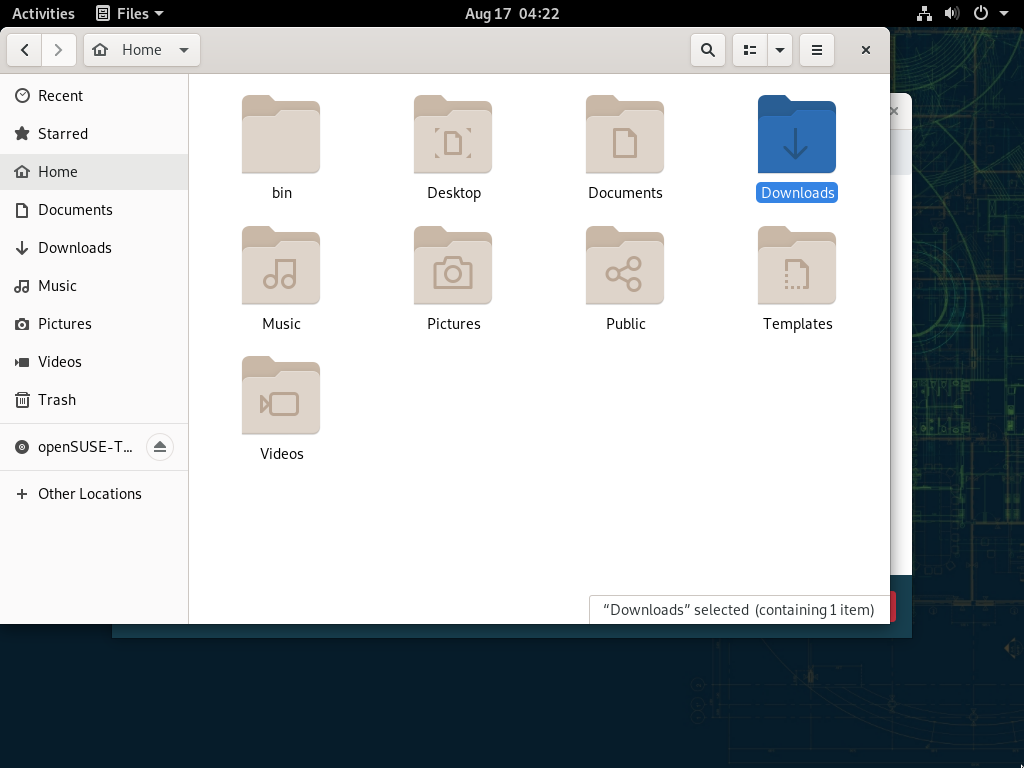 Activities
Files
Aug 17 04:22
Home
Recent
Starred
Home
Documents
Downloads
Music
Pictures
Videos
Trash
openSUSE-T...
Other Locations
bin
Desktop
Documents
Downloads
Music
Pictures
Public
Templates
Videos
“Downloads” selected (containing 1 item)